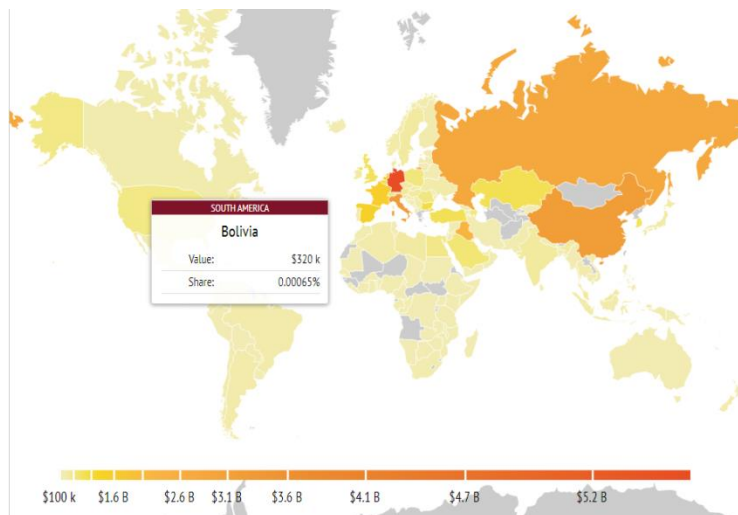 SOUTH AMERICA
Bolivia
Value: $320 k
Share: 0.00065%
$100 k $1.6 B $2.6 B $3.1 B $3.6 B $4.1 B $4.7 B $5.2 B